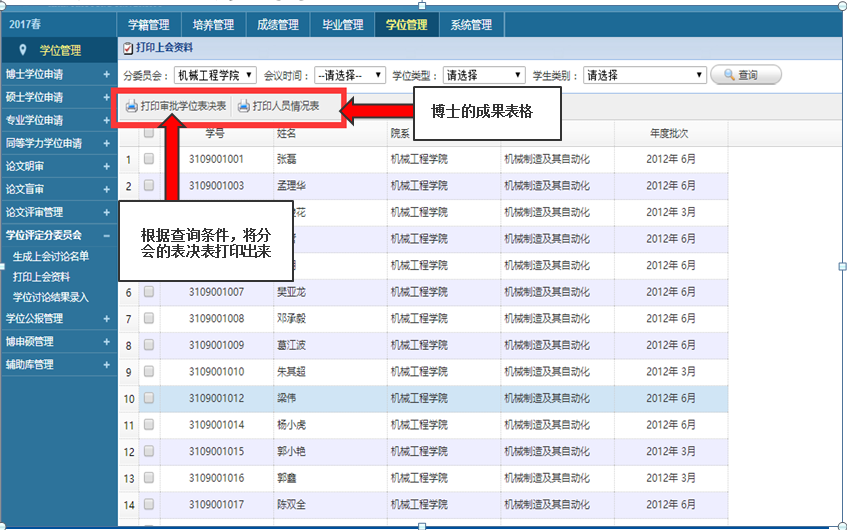 2017春 学籍管理 培养管理 成绩管理 毕业管理 学位管理 系统管理
学位管理
打印上会资料
分委员会： 机械工程学院 会议时间： --请选择-- 学位类型： 请选择 学生类别： 请选择 查询
打印审批学位表决表 打印人员情况表
博士的成果表格
学号 姓名 院系 年度批次
1 3109001001 张磊 机械工程学院 机械制造及其自动化 2012年 6月
2 3109001003 孟理华 机械工程学院 机械制造及其自动化 2012年 6月
花 机械工程学院 机械制造及其自动化 2012年 3月
机械工程学院 机械制造及其自动化 2012年 6月
机械工程学院 机械制造及其自动化 2012年 6月
根据查询条件，将分
会的表决表打印出来
6 3109001007 樊亚龙 机械工程学院 机械制造及其自动化 2012年 6月
7 3109001008 邓承毅 机械工程学院 机械制造及其自动化 2012年 6月
8 3109001009 葛江波 机械工程学院 机械制造及其自动化 2012年 6月
9 3109001010 朱其超 机械工程学院 机械制造及其自动化 2012年 3月
10 3109001012 梁伟 机械工程学院 机械制造及其自动化 2012年 6月
11 3109001014 杨小虎 机械工程学院 机械制造及其自动化 2012年 6月
12 3109001015 郭小艳 机械工程学院 机械制造及其自动化 2012年 3月
13 3109001016 郭鑫 机械工程学院 机械制造及其自动化 2012年 6月
14 3109001017 陈双全 机械工程学院 机械制造及其自动化 2012年 6月
博士学位申请 +
硕士学位申请 +
专业学位申请 +
同等学力学位申请 +
论文明审 +
论文盲审 +
论文评审管理 +
学位评定分委员会 −
生成上会讨论名单
打印上会资料
学位讨论结果录入
学位公报管理 +
博申硕管理 +
辅助库管理 +